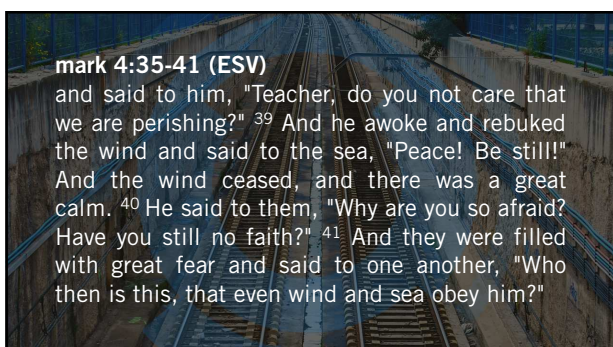 mark 4:35-41 (ESV)
and said to him, "Teacher, do you not care that
we are perishing?" 39 And he awoke and rebuked
the wind and said to the sea, "Peace! Be still!"
And the wind ceased, and there was a great
calm. 40 He said to them, "Why are you so afraid?
Have you still no faith?" 41 And they were filled
with great fear and said to one another, "Who
then is this, that even wind and sea obey him?"